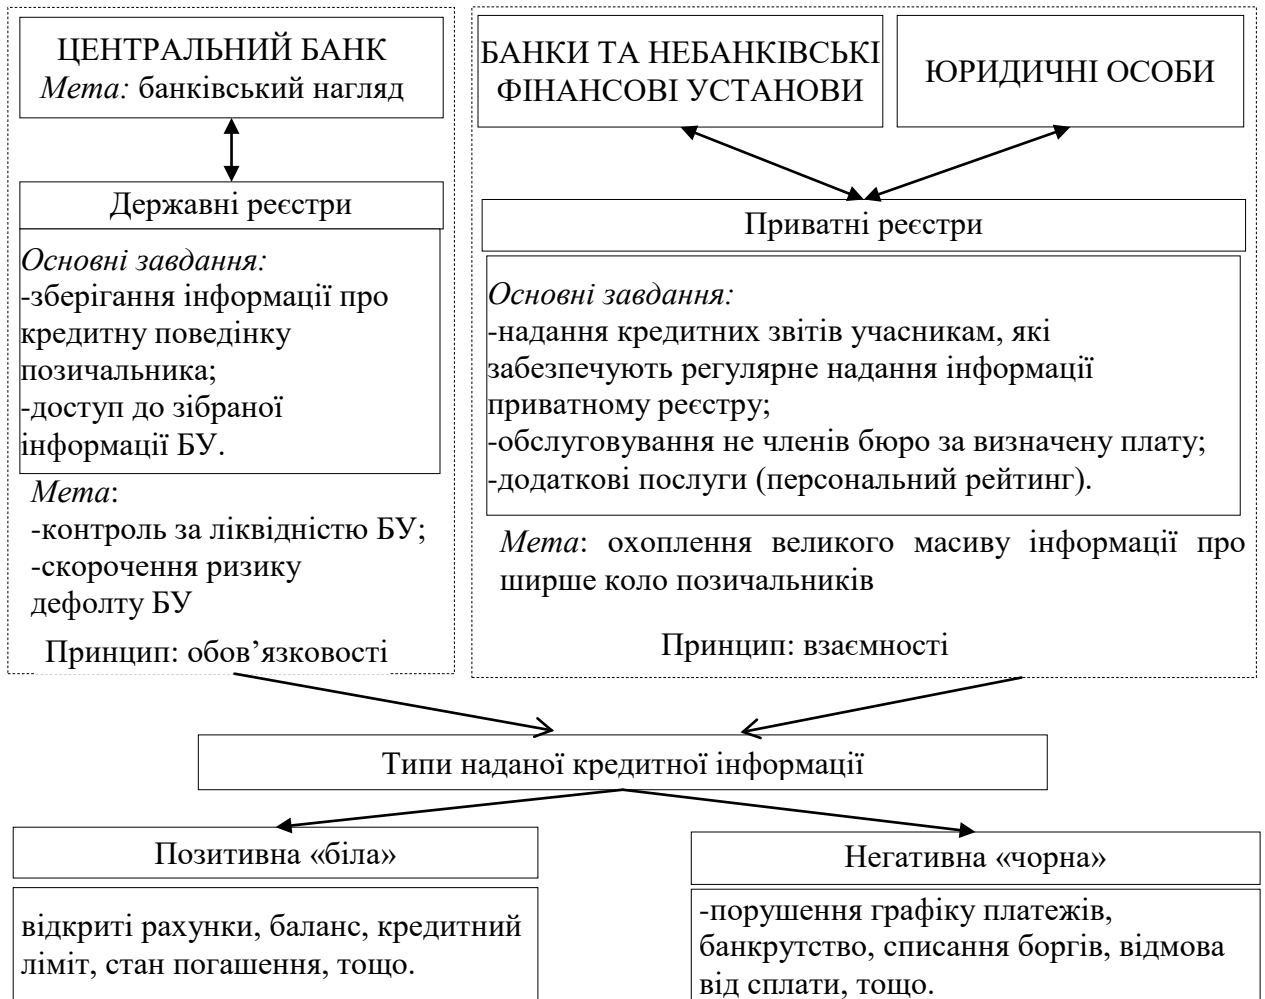 ЦЕНТРАЛЬНИЙ БАНК
Мета: банківський нагляд
БАНКИ ТА НЕБАНКІВСЬКІ
ФІНАНСОВІ УСТАНОВИ
ЮРИДИЧНІ ОСОБИ
Державні реєстри
Основні завдання:
-зберігання інформації про
кредитну поведінку
позичальника;
-доступ до зібраної
інформації БУ.
Мета:
-контроль за ліквідністю БУ;
-скорочення ризику
дефолту БУ
Принцип: обов’язковості
Приватні реєстри
Основні завдання:
-надання кредитних звітів учасникам, які
забезпечують регулярне надання інформації
приватному реєстру;
-обслуговування не членів бюро за визначену плату;
-додаткові послуги (персональний рейтинг).
Мета: охоплення великого масиву інформації про
ширше коло позичальників
Принцип: взаємності
Типи наданої кредитної інформації
Позитивна «біла»
відкриті рахунки, баланс, кредитний
ліміт, стан погашення, тощо.
Негативна «чорна»
-порушення графіку платежів,
банкрутство, списання боргів, відмова
від сплати, тощо.